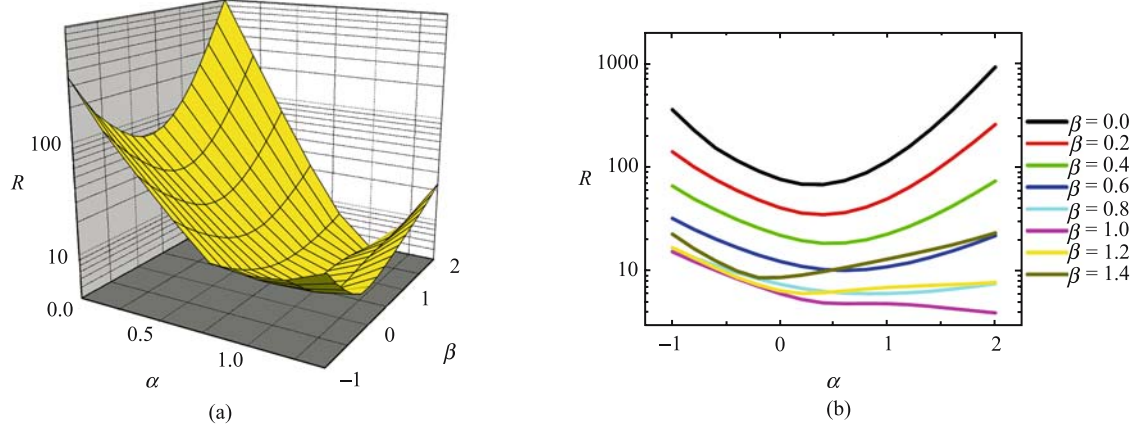 R
100
10
0.0
0.5
1.0
α
−1
0
1
2
β
(a)
R
1000
100
10
−1 0 1 2
α
(b)
β = 0.0
β = 0.2
β = 0.4
β = 0.6
β = 0.8
β = 1.0
β = 1.2
β = 1.4